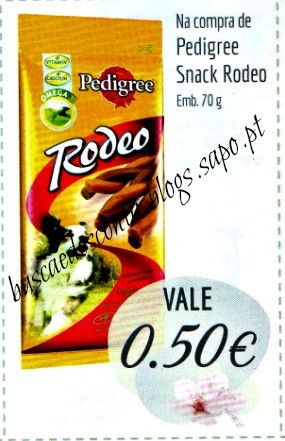 Na compra de
Pedigree
Snack Rodeo
Emb. 70 g
VITAMIN
CALCIUM
OMEGA
Pedigree
Rodeo
buscaedescontos.blogs.sapo.pt
VALE
0.50€